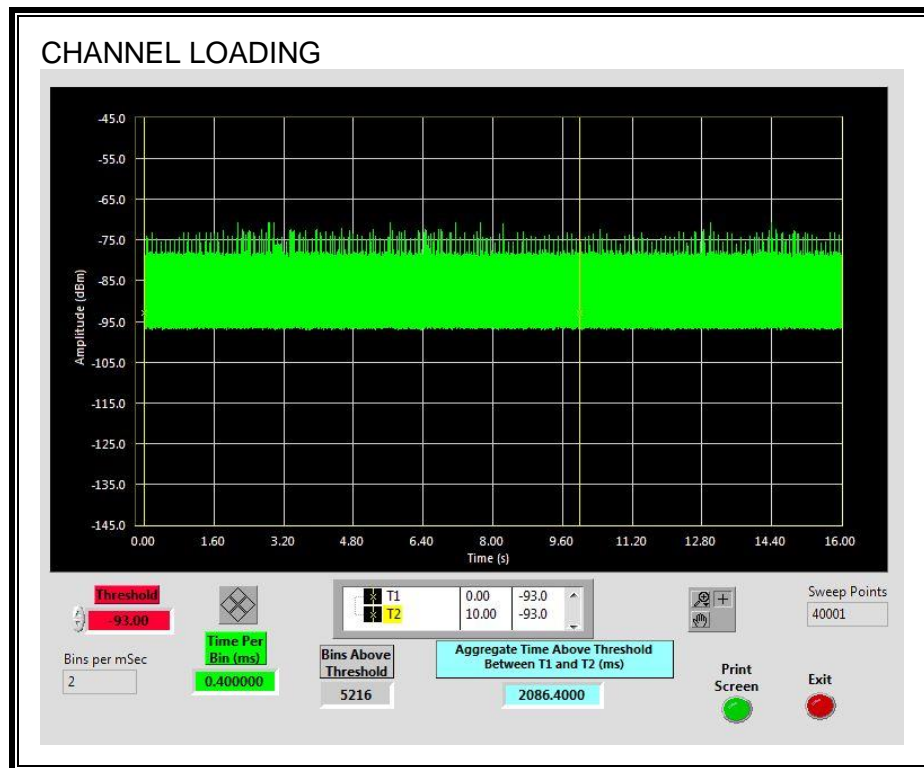 CHANNEL LOADING
-45.0
-55.0
-65.0
-75.0
-85.0
-95.0
-105.0
-115.0
-125.0
-135.0
-145.0
Amplitude (dBm)
0.00 1.60 3.20 4.80 6.40 8.00 9.60 11.20 12.80 14.40 16.00
Time (s)
Threshold
-93.00
Bins per mSec
2
Time Per
Bin (ms)
0.400000
T1 0.00 -93.0
T2 10.00 -93.0
Bins Above
Threshold
5216
Aggregate Time Above Threshold
Between T1 and T2 (ms)
2086.4000
Sweep Points
40001
Print
Screen
Exit